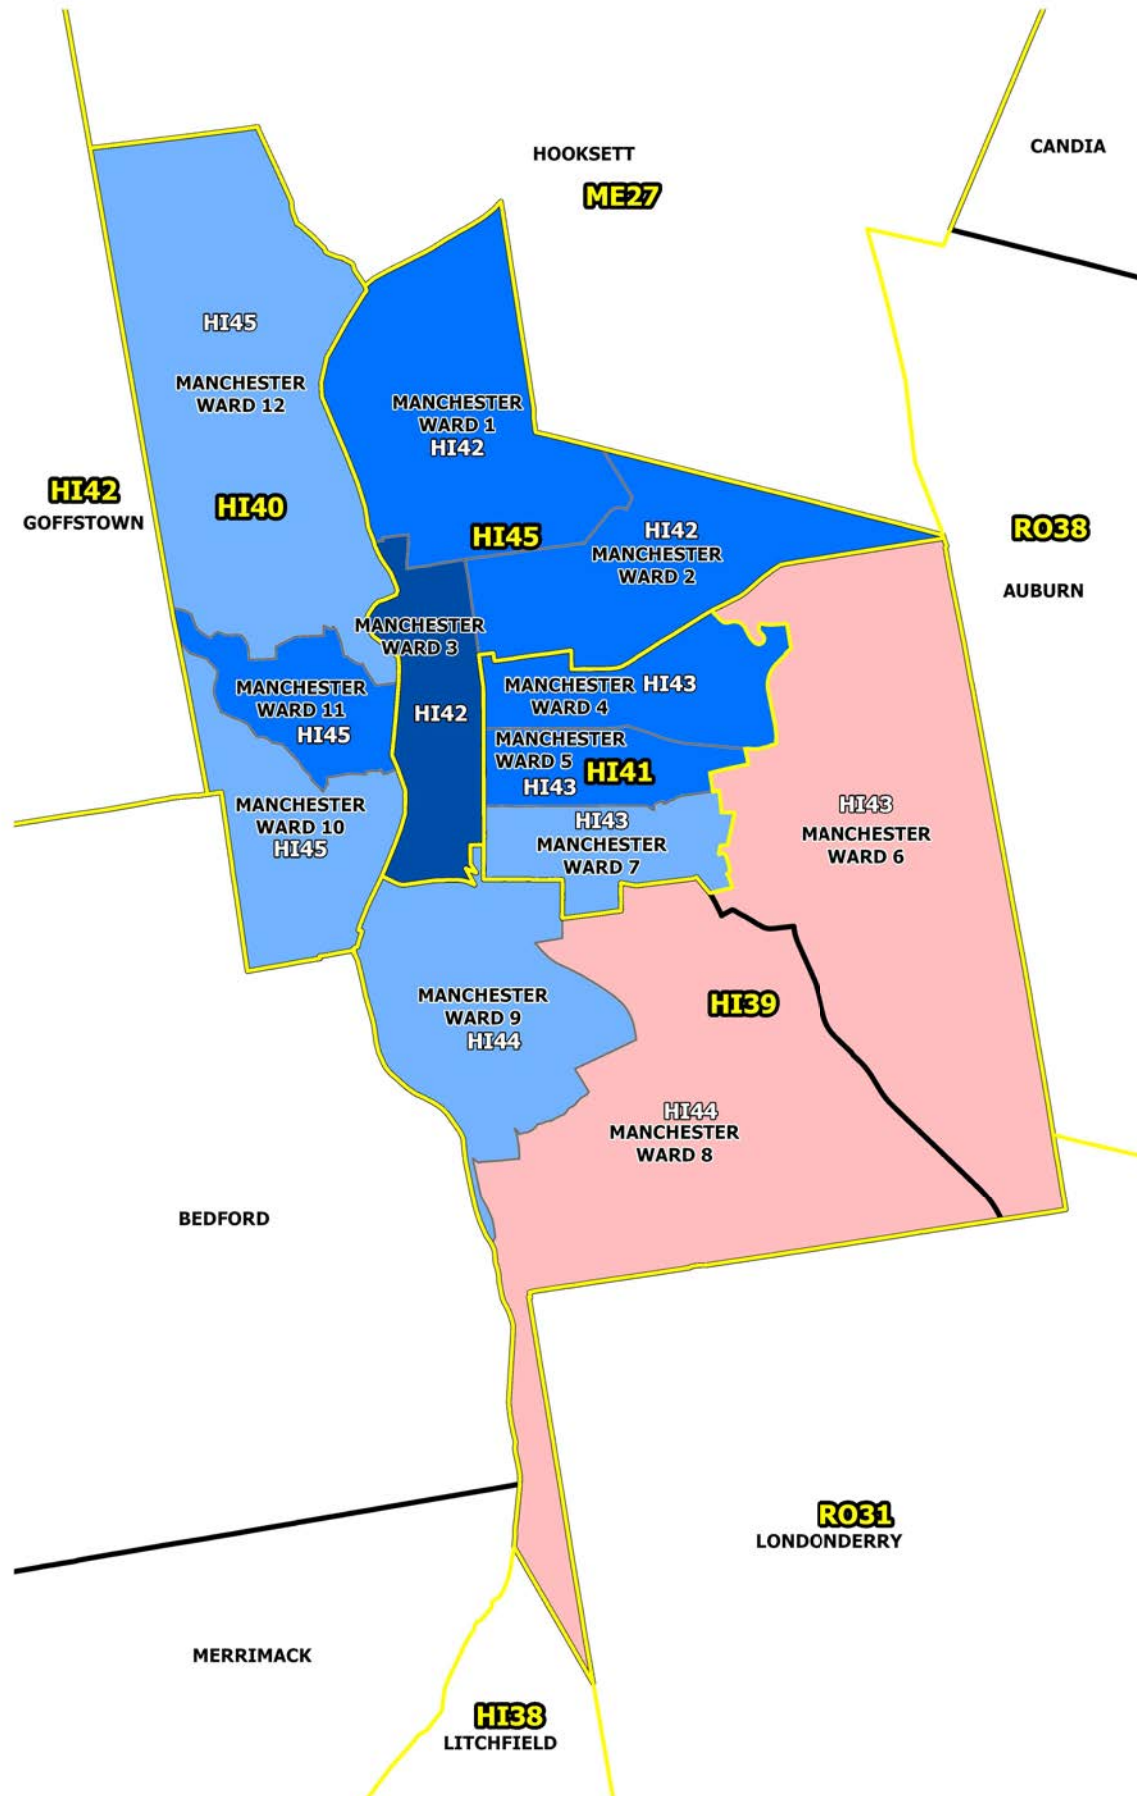 HOOKSETT
ME27
CANDIA
HI45
MANCHESTER
WARD 12
MANCHESTER
WARD 1
HI42
HI42
GOFFSTOWN
HI40
HI45
HI42
MANCHESTER
WARD 2
RO38
AUBURN
MANCHESTER
WARD 3
HI42
MANCHESTER
WARD 11
HI45
MANCHESTER
WARD 4
HI43
MANCHESTER
WARD 5
HI43
HI41
MANCHESTER
WARD 10
HI45
HI43
MANCHESTER
WARD 7
HI43
MANCHESTER
WARD 6
MANCHESTER
WARD 9
HI44
HI39
HI44
MANCHESTER
WARD 8
BEDFORD
RO31
LONDONDERRY
MERRIMACK
HI38
LITCHFIELD